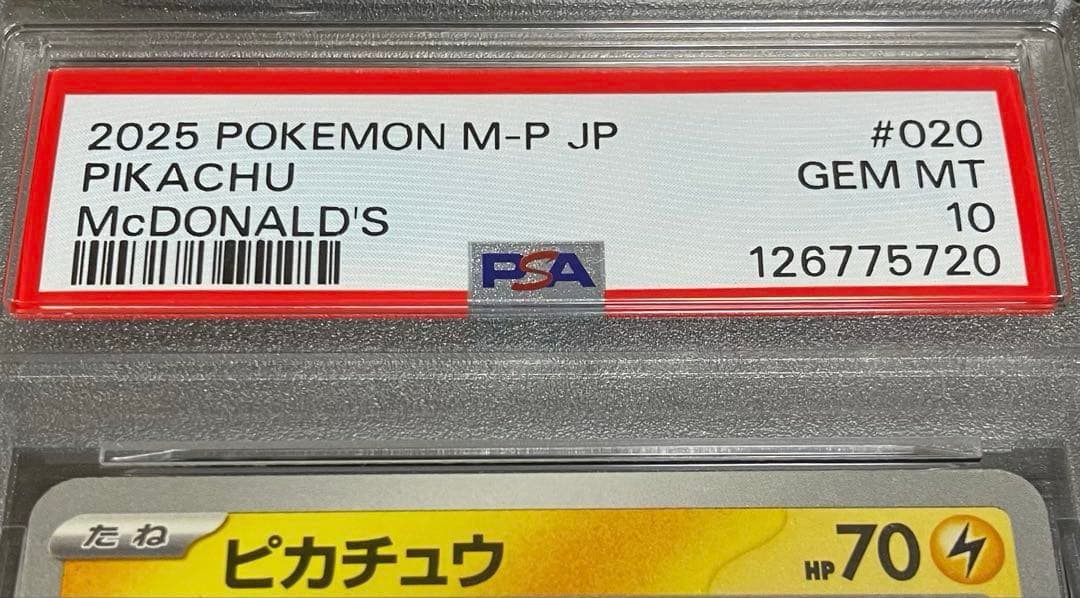 2025 POKEMON M-P JP #020
PIKACHU GEM MT
McDONALD'S 10
PSA 126775720
たね ピカチュウ HP70